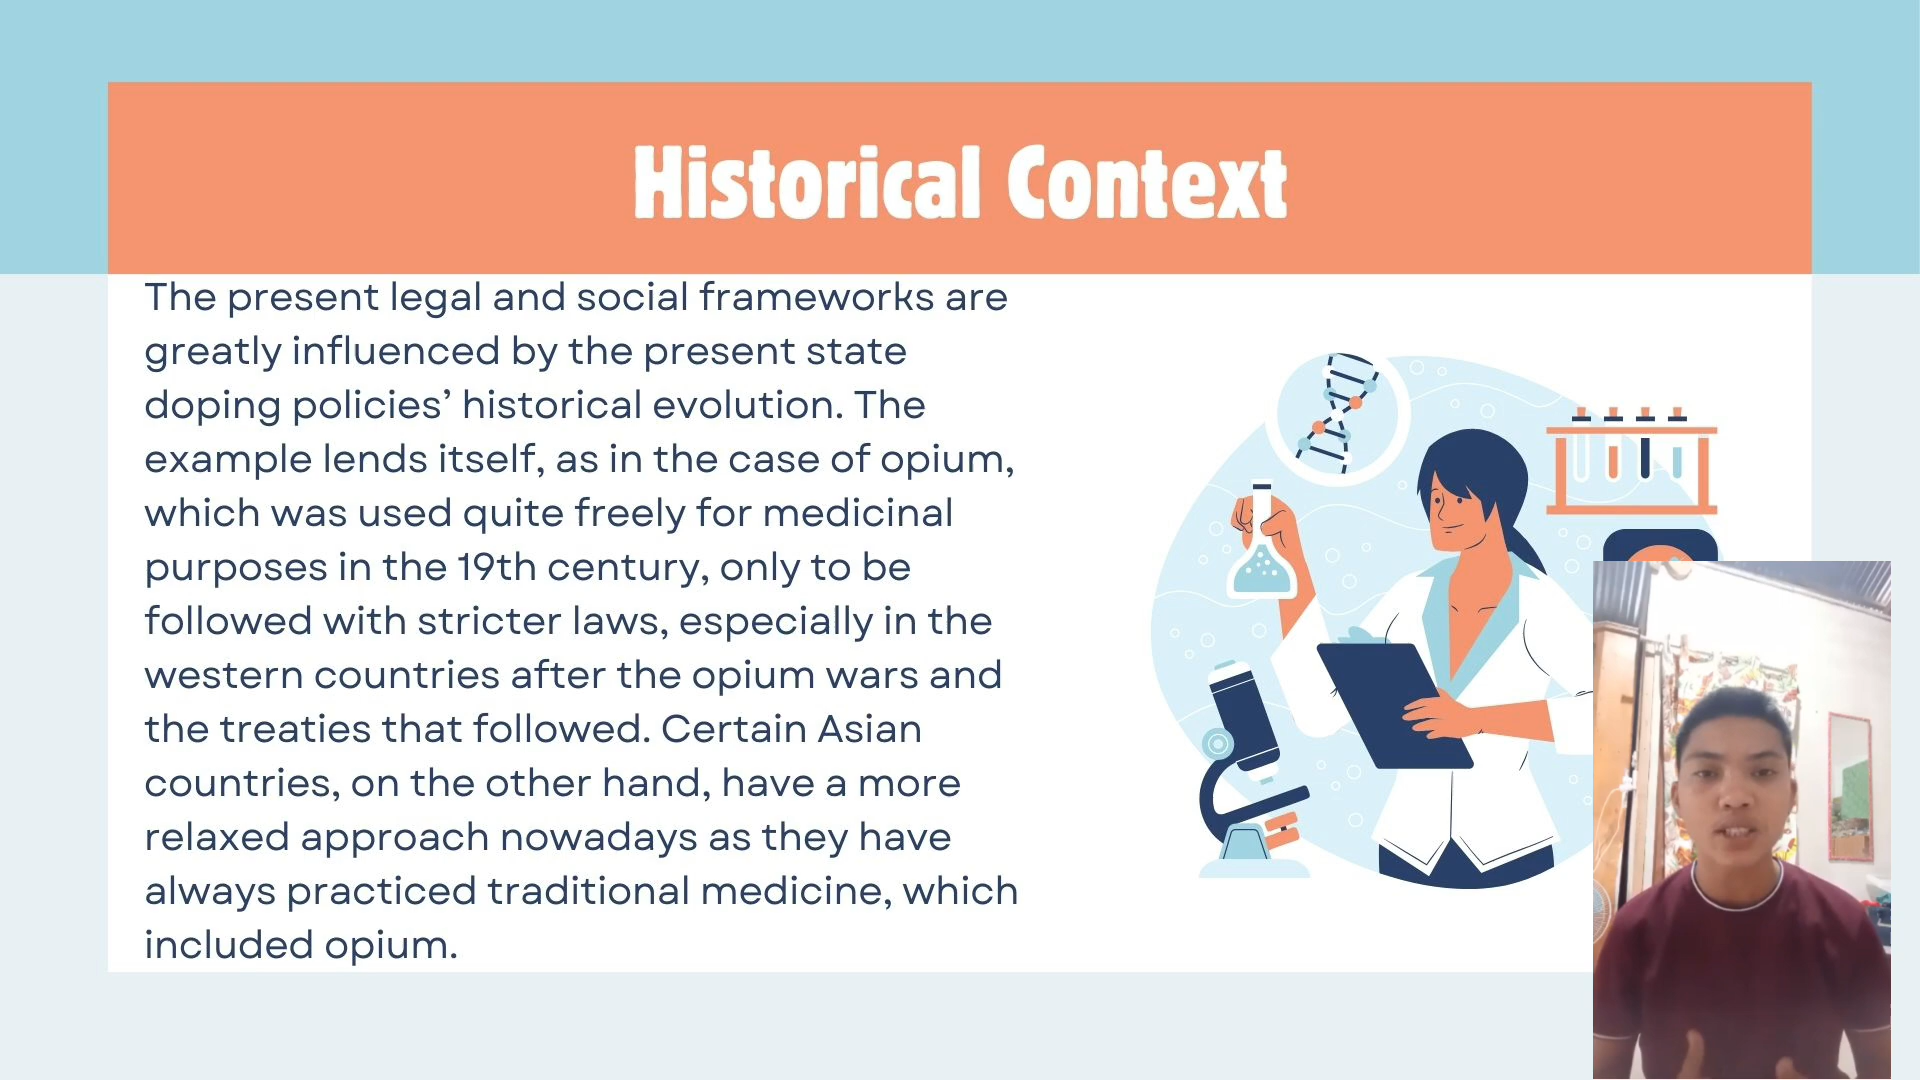 Historical Context
The present legal and social frameworks are
greatly influenced by the present state
doping policies’ historical evolution. The
example lends itself, as in the case of opium,
which was used quite freely for medicinal
purposes in the 19th century, only to be
followed with stricter laws, especially in the
western countries after the opium wars and
the treaties that followed. Certain Asian
countries, on the other hand, have a more
relaxed approach nowadays as they have
always practiced traditional medicine, which
included opium.